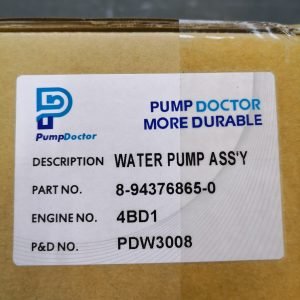 PumpDoctor
PUMP DOCTOR
MORE DURABLE
DESCRIPTION WATER PUMP ASS'Y
PART NO. 8-94376865-0
ENGINE NO. 4BD1
P&D NO. PDW3008